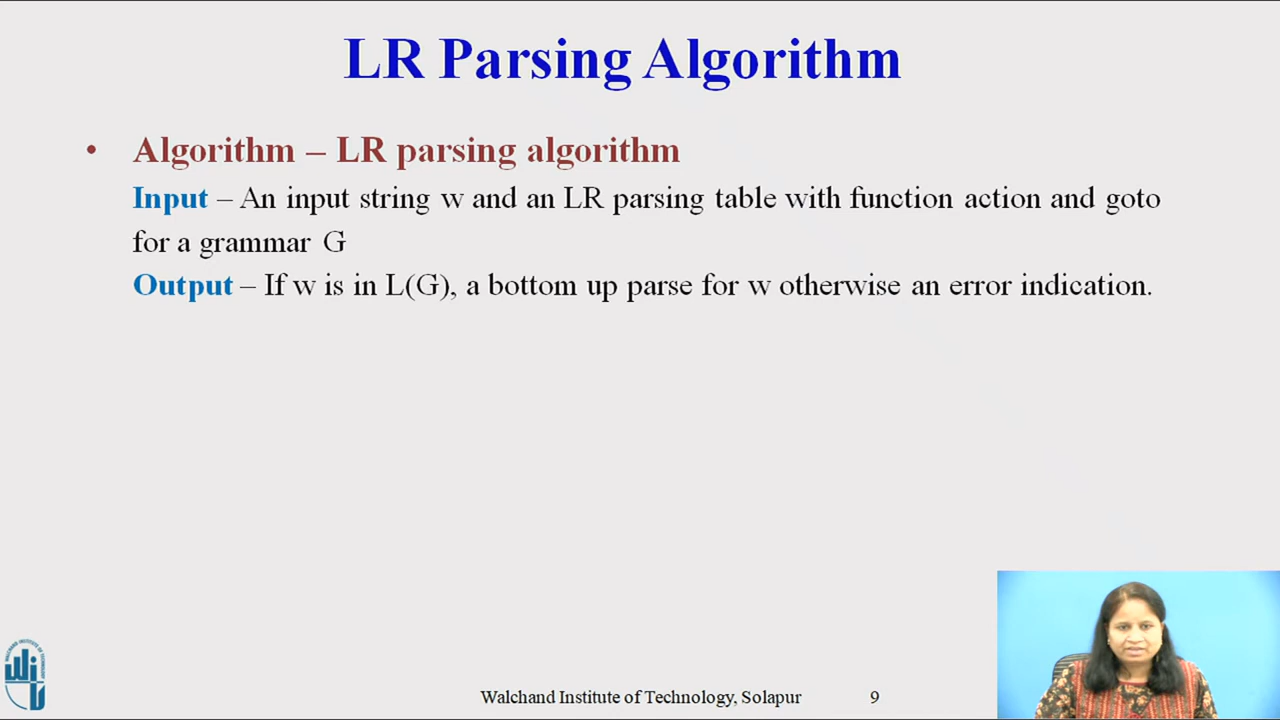 LR Parsing Algorithm
• Algorithm – LR parsing algorithm
Input – An input string w and an LR parsing table with function action and goto
for a grammar G
Output – If w is in L(G), a bottom up parse for w otherwise an error indication.
Walchand Institute of Technology, Solapur 9